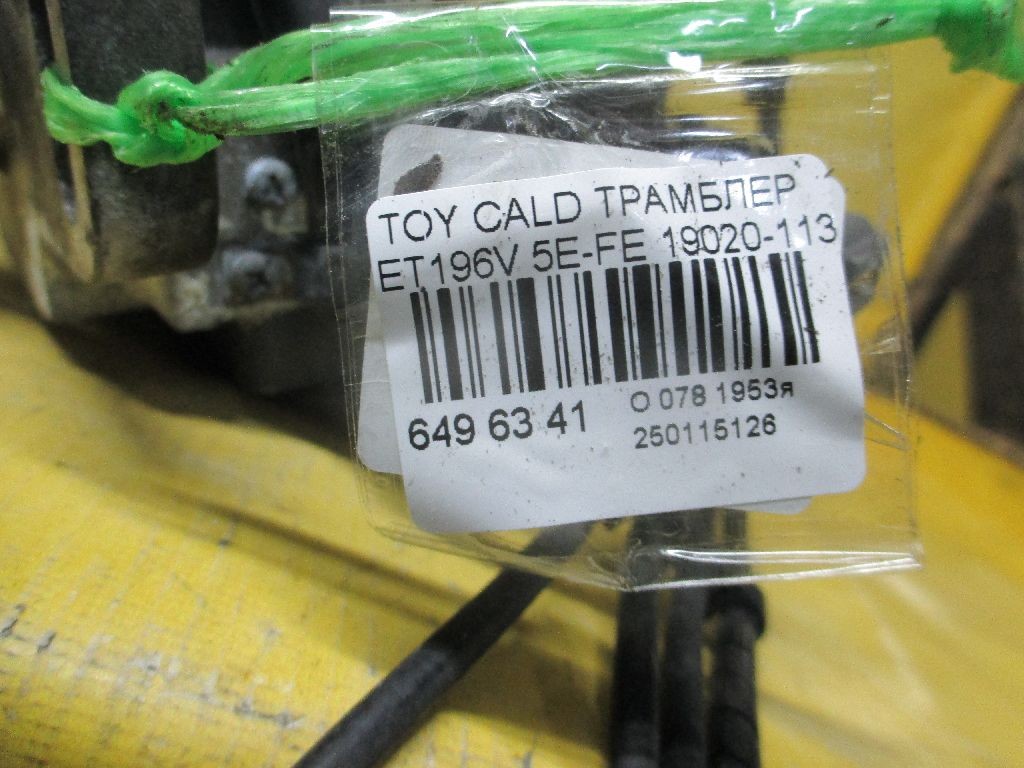 TOY CALD ТРАМБЛЕР
ET196V 5E-FE 19020-113
649 63 41
О 078 1953я
250115126